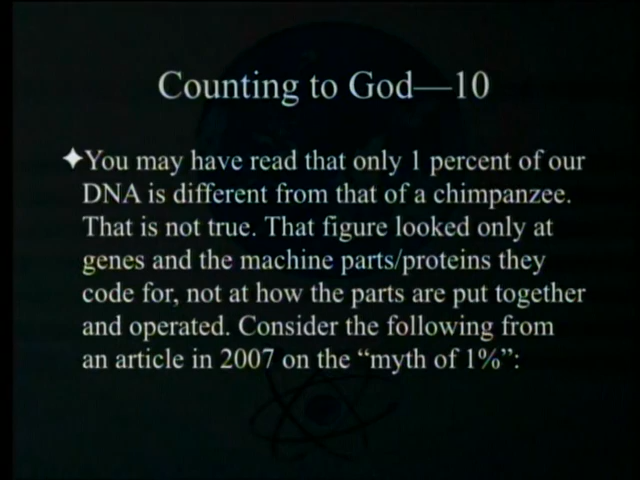 Counting to God—10
✦You may have read that only 1 percent of our
DNA is different from that of a chimpanzee.
That is not true. That figure looked only at
genes and the machine parts/proteins they
code for, not at how the parts are put together
and operated. Consider the following from
an article in 2007 on the “myth of 1%”: